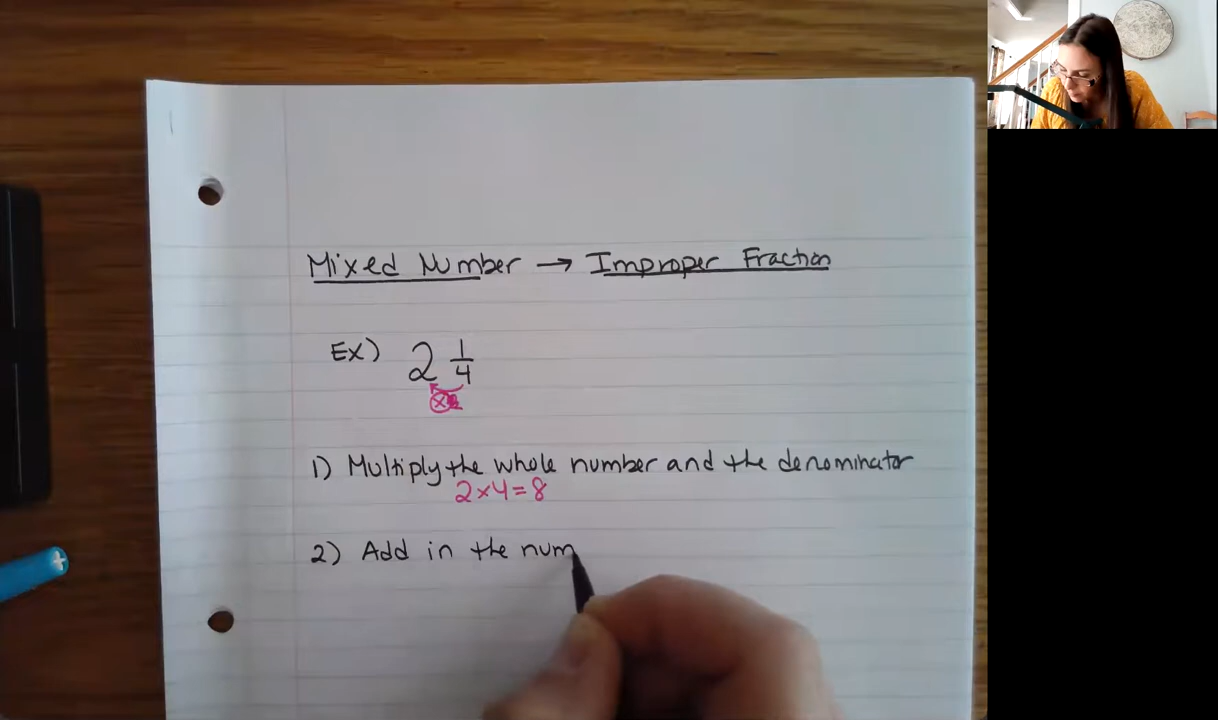 Mixed Number → Improper Fraction
Ex) 2 1/4
×
1) Multiply the whole number and the denominator
2×4=8
2) Add in the num